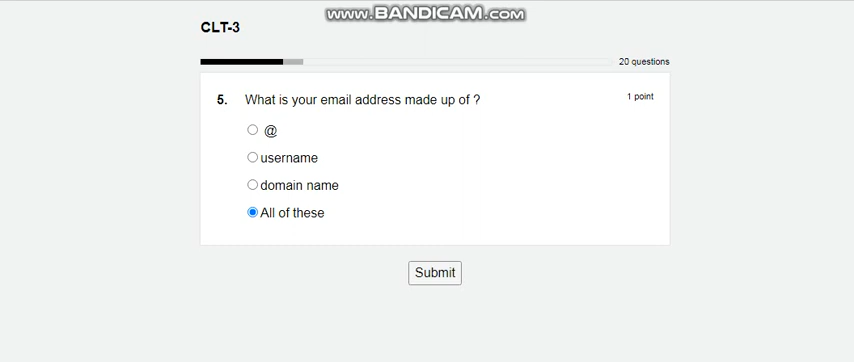 www.BANDICAM.com
CLT-3
20 questions
5. What is your email address made up of ?
1 point
@
username
domain name
All of these
Submit